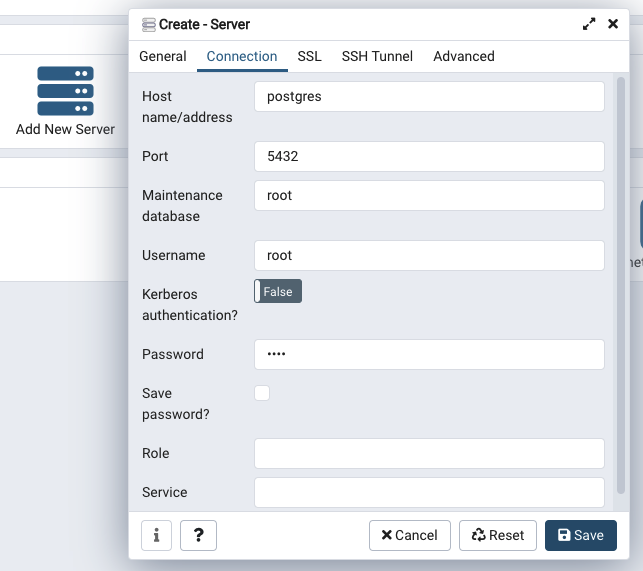 Create - Server
General Connection SSL SSH Tunnel Advanced
Add New Server
Host
name/address
postgres
Port
5432
Maintenance
database
root
Username
root
Kerberos
authentication?
False
Password
••••
Save
password?
Role
Service
i ? Cancel Reset Save